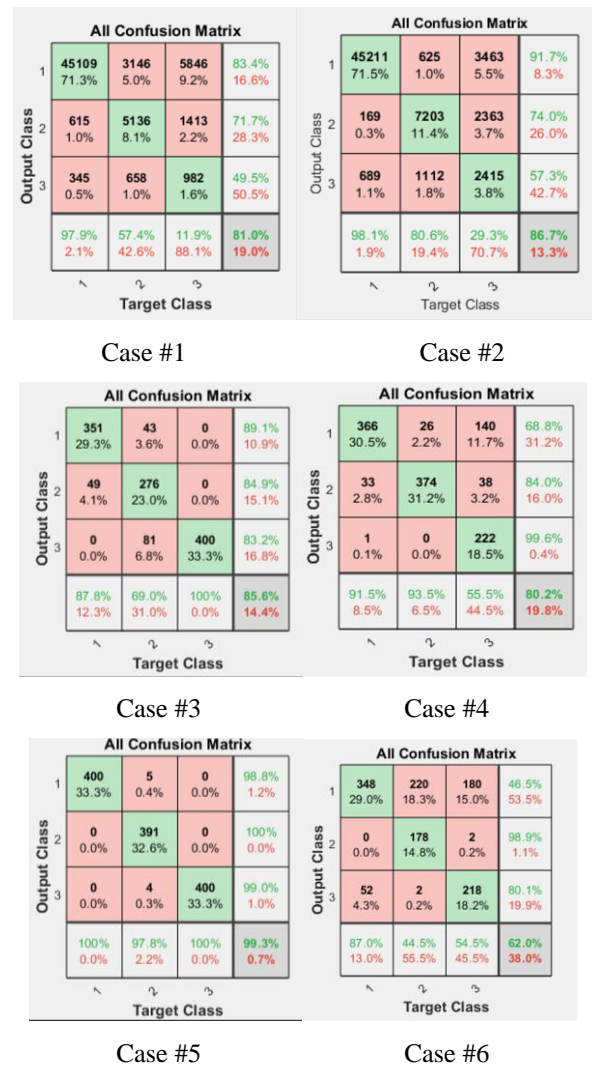 All Confusion Matrix
45109 3146 5846 83.4%
1
71.3% 5.0% 9.2% 16.6%
615 5136 1413 71.7%
2
1.0% 8.1% 2.2% 28.3%
345 658 982 49.5%
3
0.5% 1.0% 1.6% 50.5%
97.9% 57.4% 11.9% 81.0%
2.1% 42.6% 88.1% 19.0%
1 2 3
Output Class
Target Class
Case #1
All Confusion Matrix
45211 625 3463 91.7%
1
71.5% 1.0% 5.5% 8.3%
169 7203 2363 74.0%
2
0.3% 11.4% 3.7% 26.0%
689 1112 2415 57.3%
3
1.1% 1.8% 3.8% 42.7%
98.1% 80.6% 29.3% 86.7%
1.9% 19.4% 70.7% 13.3%
1 2 3
Output Class
Target Class
Case #2
All Confusion Matrix
351 43 0 89.1%
1
29.3% 3.6% 0.0% 10.9%
49 276 0 84.9%
2
4.1% 23.0% 0.0% 15.1%
0 81 400 83.2%
3
0.0% 6.8% 33.3% 16.8%
87.8% 69.0% 100% 85.6%
12.3% 31.0% 0.0% 14.4%
1 2 3
Output Class
Target Class
Case #3
All Confusion Matrix
366 26 140 68.8%
1
30.5% 2.2% 11.7% 31.2%
33 374 38 84.0%
2
2.8% 31.2% 3.2% 16.0%
1 0 222 99.6%
3
0.1% 0.0% 18.5% 0.4%
91.5% 93.5% 55.5% 80.2%
8.5% 6.5% 44.5% 19.8%
1 2 3
Output Class
Target Class
Case #4
All Confusion Matrix
400 5 0 98.8%
1
33.3% 0.4% 0.0% 1.2%
0 391 0 100%
2
0.0% 32.6% 0.0% 0.0%
0 4 400 99.0%
3
0.0% 0.3% 33.3% 1.0%
100% 97.8% 100% 99.3%
0.0% 2.2% 0.0% 0.7%
1 2 3
Output Class
Target Class
Case #5
All Confusion Matrix
348 220 180 46.5%
1
29.0% 18.3% 15.0% 53.5%
0 178 2 98.9%
2
0.0% 14.8% 0.2% 1.1%
52 2 218 80.1%
3
4.3% 0.2% 18.2% 19.9%
87.0% 44.5% 54.5% 62.0%
13.0% 55.5% 45.5% 38.0%
1 2 3
Output Class
Target Class
Case #6